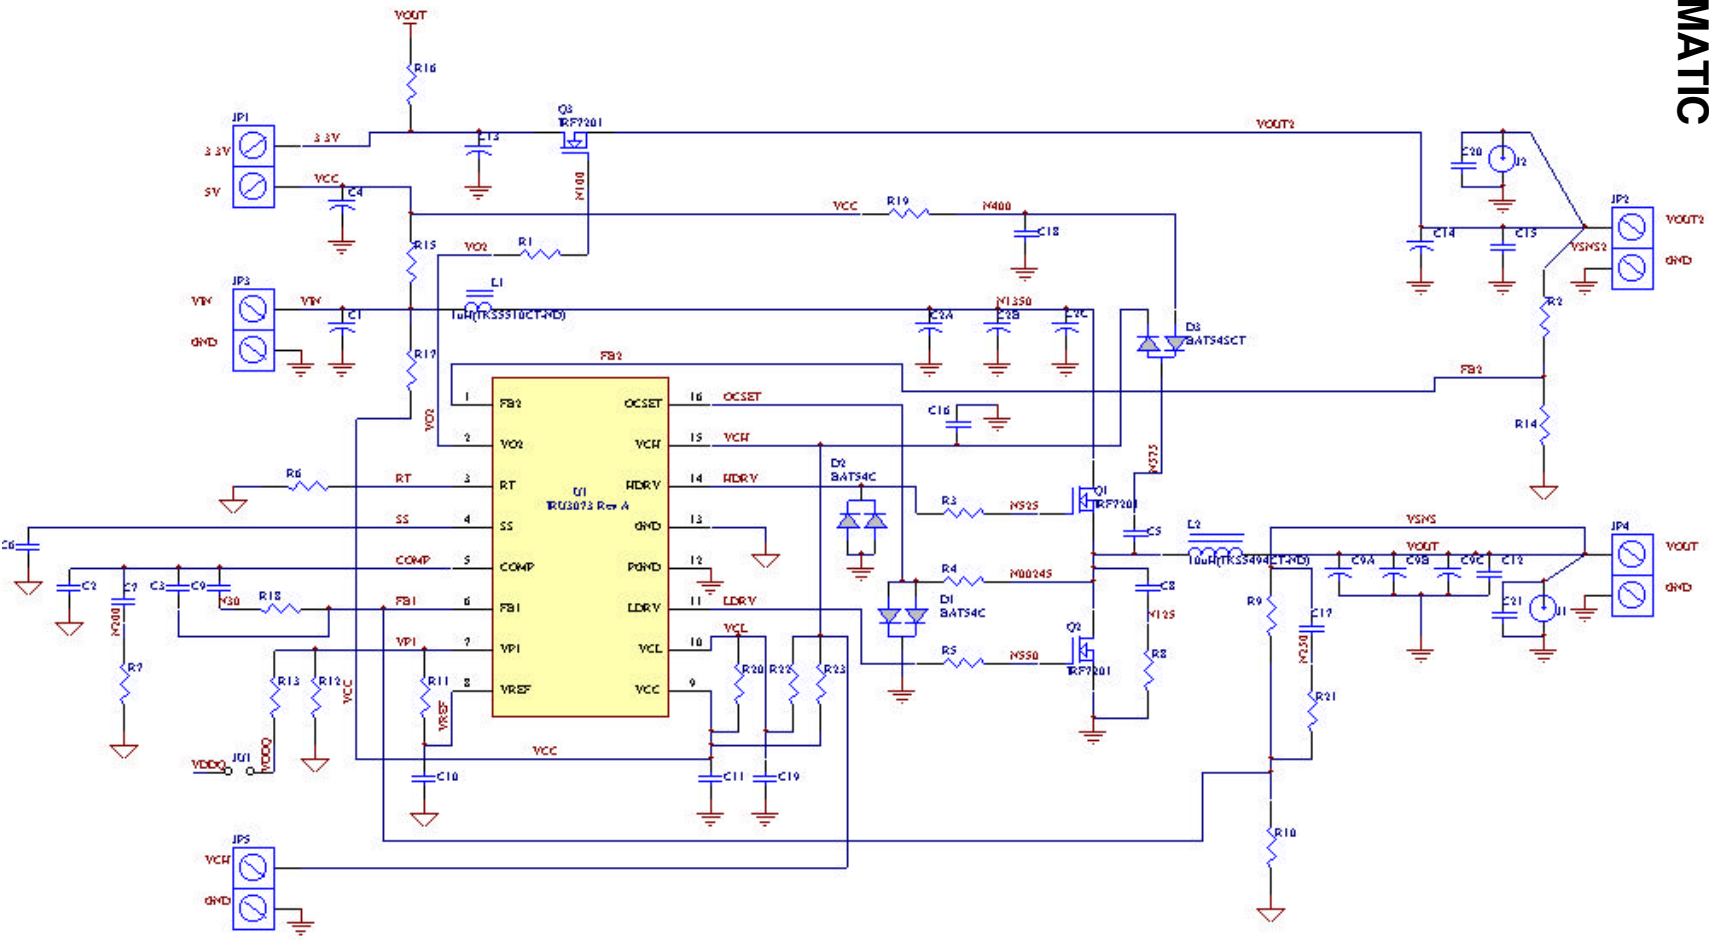 MATIC
VOUT
R16
Q3
IRF7201
JP1
3.3V
3.3V
C13
VOUT2
C20
J2
5V
VCC
C4
N100
VCC
R19
N400
C18
JP2
VOUT2
C14
C15
VSNS2
GND
R15
VO2
R1
JP3
VIN
VIN
C1
L1
1uH(TKS5510CT-ND)
N1350
C2A
C2B
C2C
D3
BAT54SCT
R2
GND
R17
FB2
FB2
1
FB2
OCSET
16
OCSET
C16
R14
VO2
2
VO2
VCH
15
VCH
N575
D2
BAT54C
R6
RT
3
RT
HDRV
14
HDRV
U1
IRU3073 Rev A
R3
N525
Q1
IRF7201
C6
SS
4
SS
GND
13
C5
L2
10uH(TKS5494CT-ND)
VSNS
JP4
VOUT
VOUT
C9A
C9B
C9C
C12
COMP
5
COMP
PGND
12
R4
N00245
C2
C7
C3
C9
N30
R18
FB1
6
FB1
LDRV
11
LDRV
D1
BAT54C
C8
N125
R9
C17
C21
J1
GND
N200
VCL
Q2
IRF7201
VP1
7
VP1
VCL
10
R5
N550
R8
N250
R7
R13
R12
VCC
R11
VREF
8
VREF
VCC
9
R20
R22
R23
R21
VDDQ
JU1
VDDQ
VCC
C10
C11
C19
R10
JP5
VCH
GND